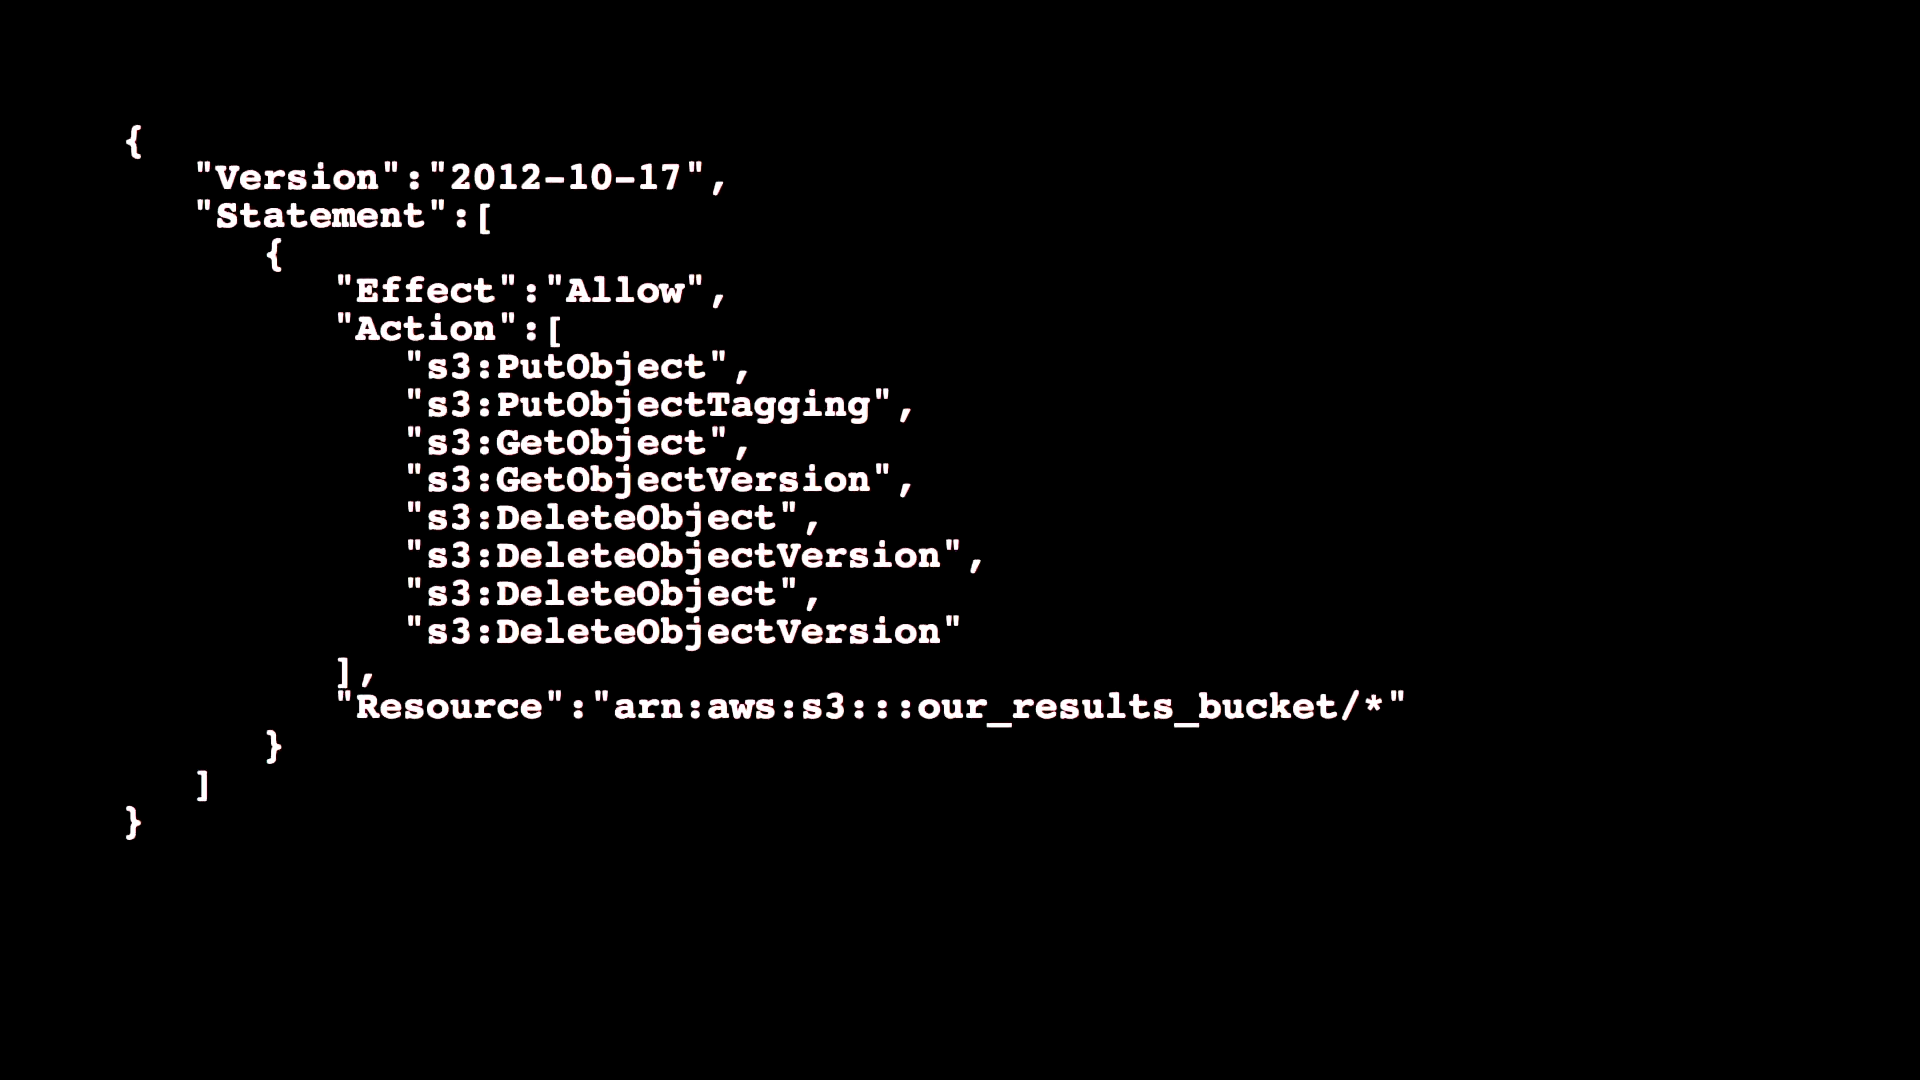 {
"Version":"2012-10-17",
"Statement":[
{
"Effect":"Allow",
"Action":[
"s3:PutObject",
"s3:PutObjectTagging",
"s3:GetObject",
"s3:GetObjectVersion",
"s3:DeleteObject",
"s3:DeleteObjectVersion",
"s3:DeleteObject",
"s3:DeleteObjectVersion"
],
"Resource":"arn:aws:s3:::our_results_bucket/*"
}
]
}